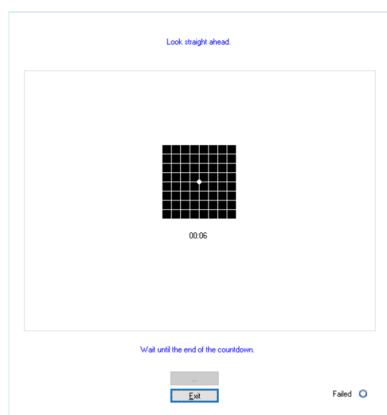 Look straight ahead.
00:06
Wait until the end of the countdown.
...
Exit
Failed